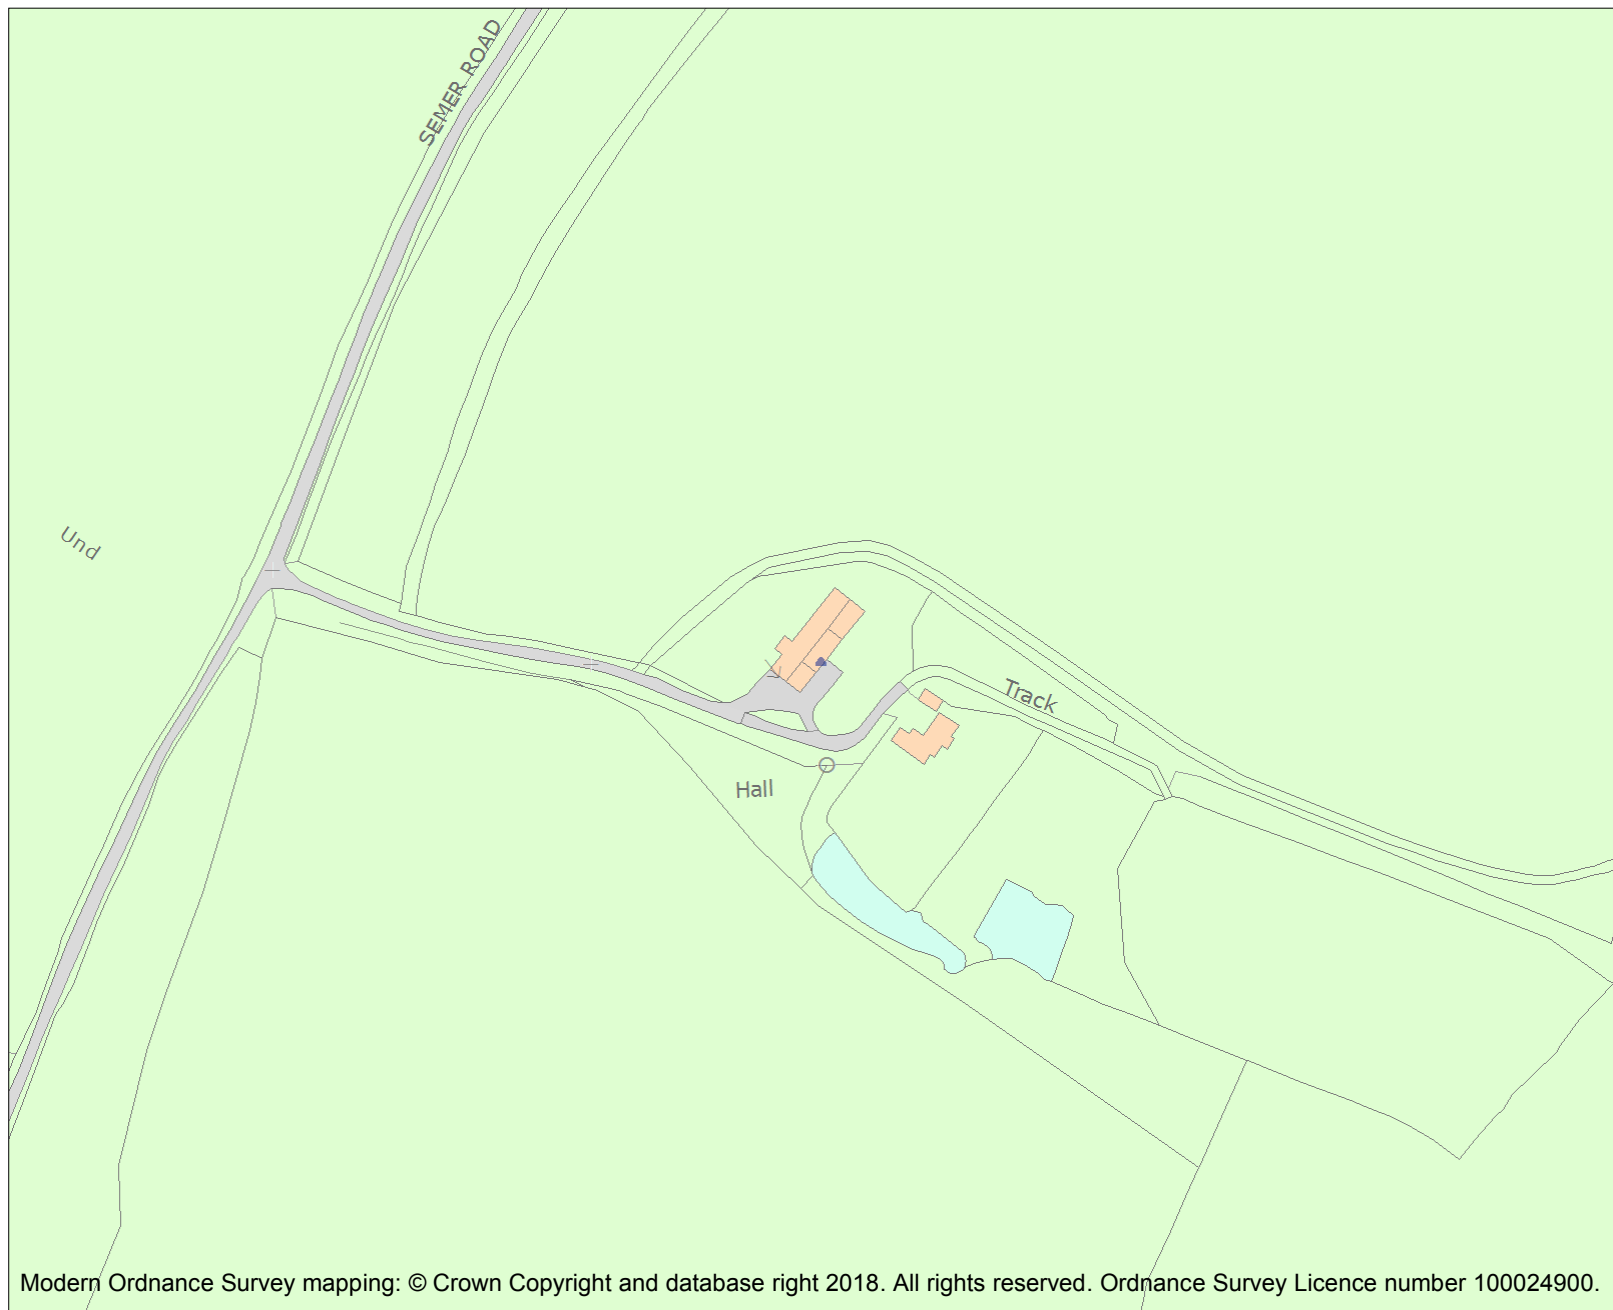 SEMER ROAD
Und
Track
Hall
Modern Ordnance Survey mapping: © Crown Copyright and database right 2018. All rights reserved. Ordnance Survey Licence number 100024900.